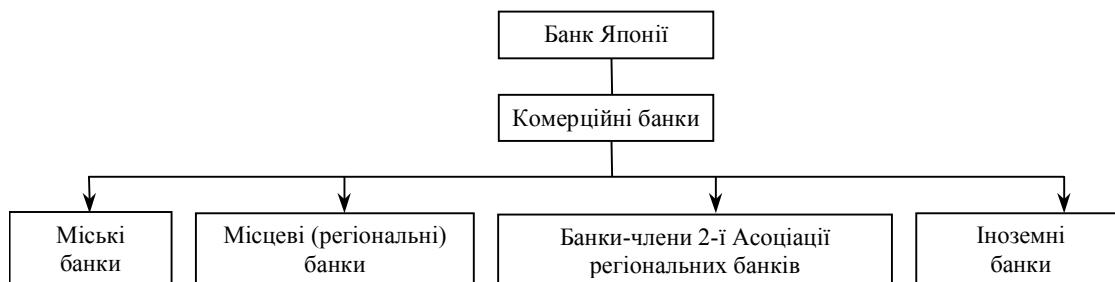 Банк Японії
Комерційні банки
Міські
банки
Місцеві (регіональні)
банки
Банки-члени 2-ї Асоціації
регіональних банків
Іноземні
банки